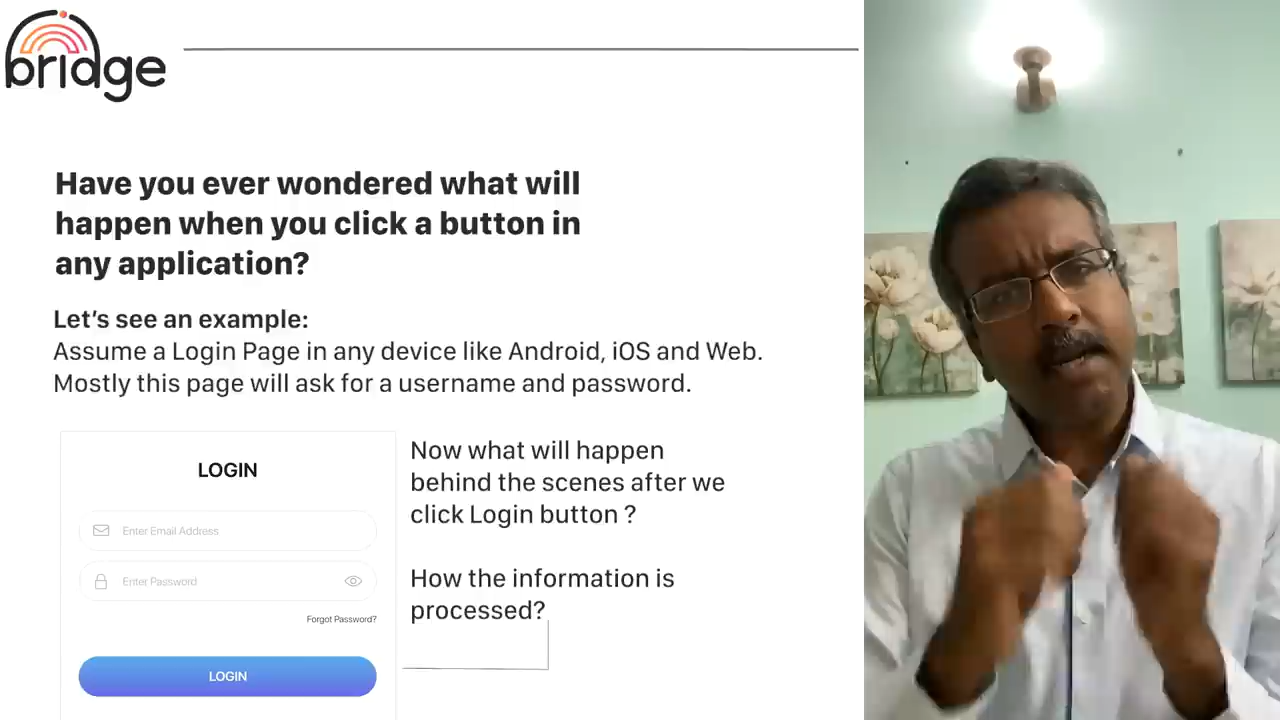 bridge
Have you ever wondered what will
happen when you click a button in
any application?
Let’s see an example:
Assume a Login Page in any device like Android, iOS and Web.
Mostly this page will ask for a username and password.
LOGIN
Enter Email Address
Enter Password
Forgot Password?
LOGIN
Now what will happen
behind the scenes after we
click Login button ?
How the information is
processed?